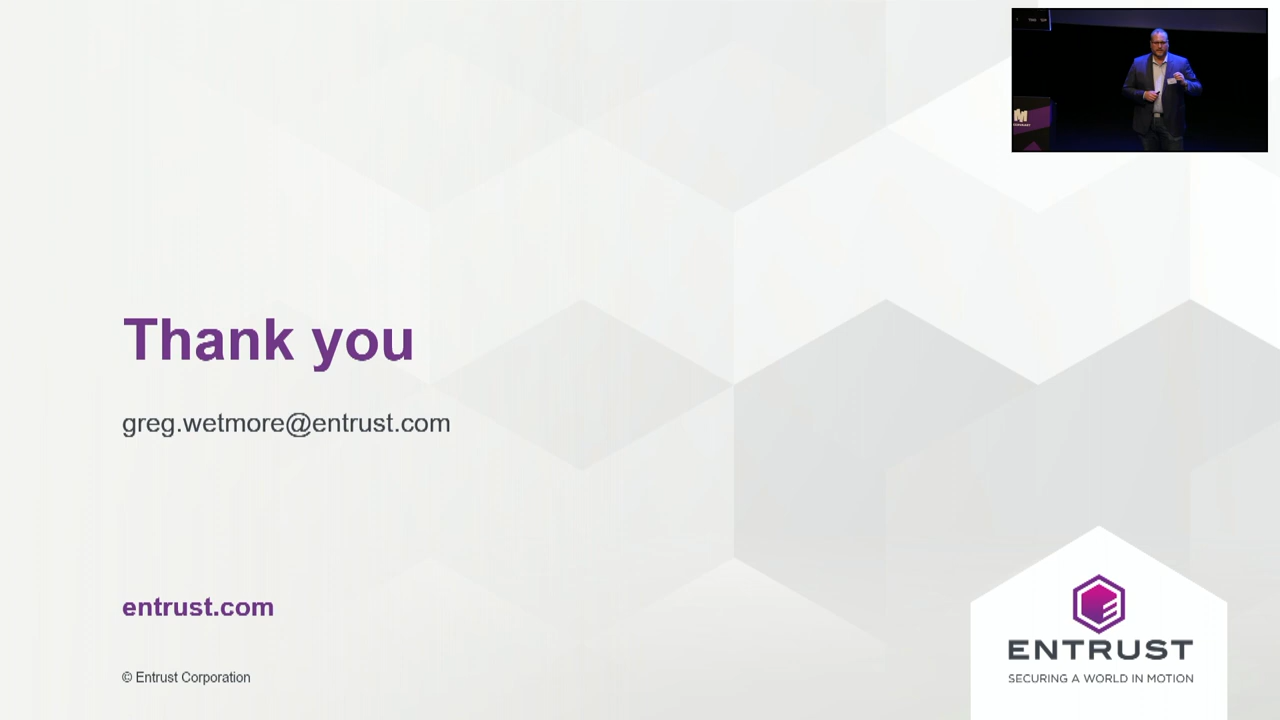 Thank you
greg.wetmore@entrust.com
entrust.com
© Entrust Corporation
ENTRUST
SECURING A WORLD IN MOTION